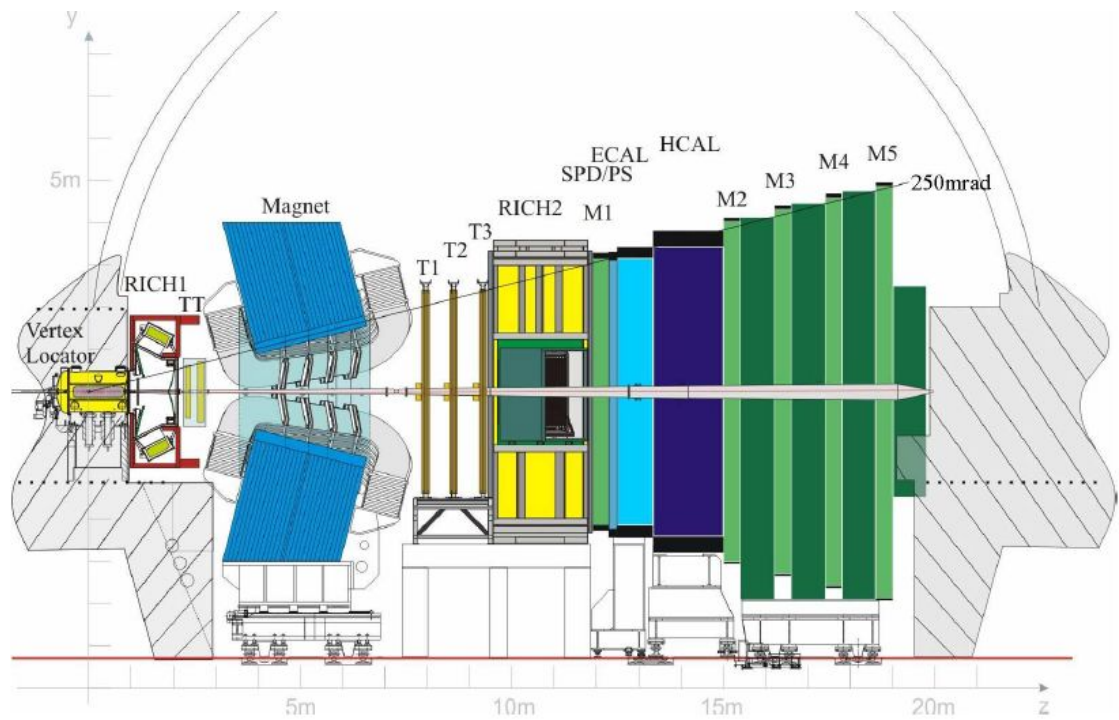 y
5m
Vertex
Locator
RICH1
TT
Magnet
T1
T2
T3
RICH2
M1
SPD/PS
ECAL
HCAL
M2
M3
M4
M5
250mrad
5m
10m
15m
20m
z